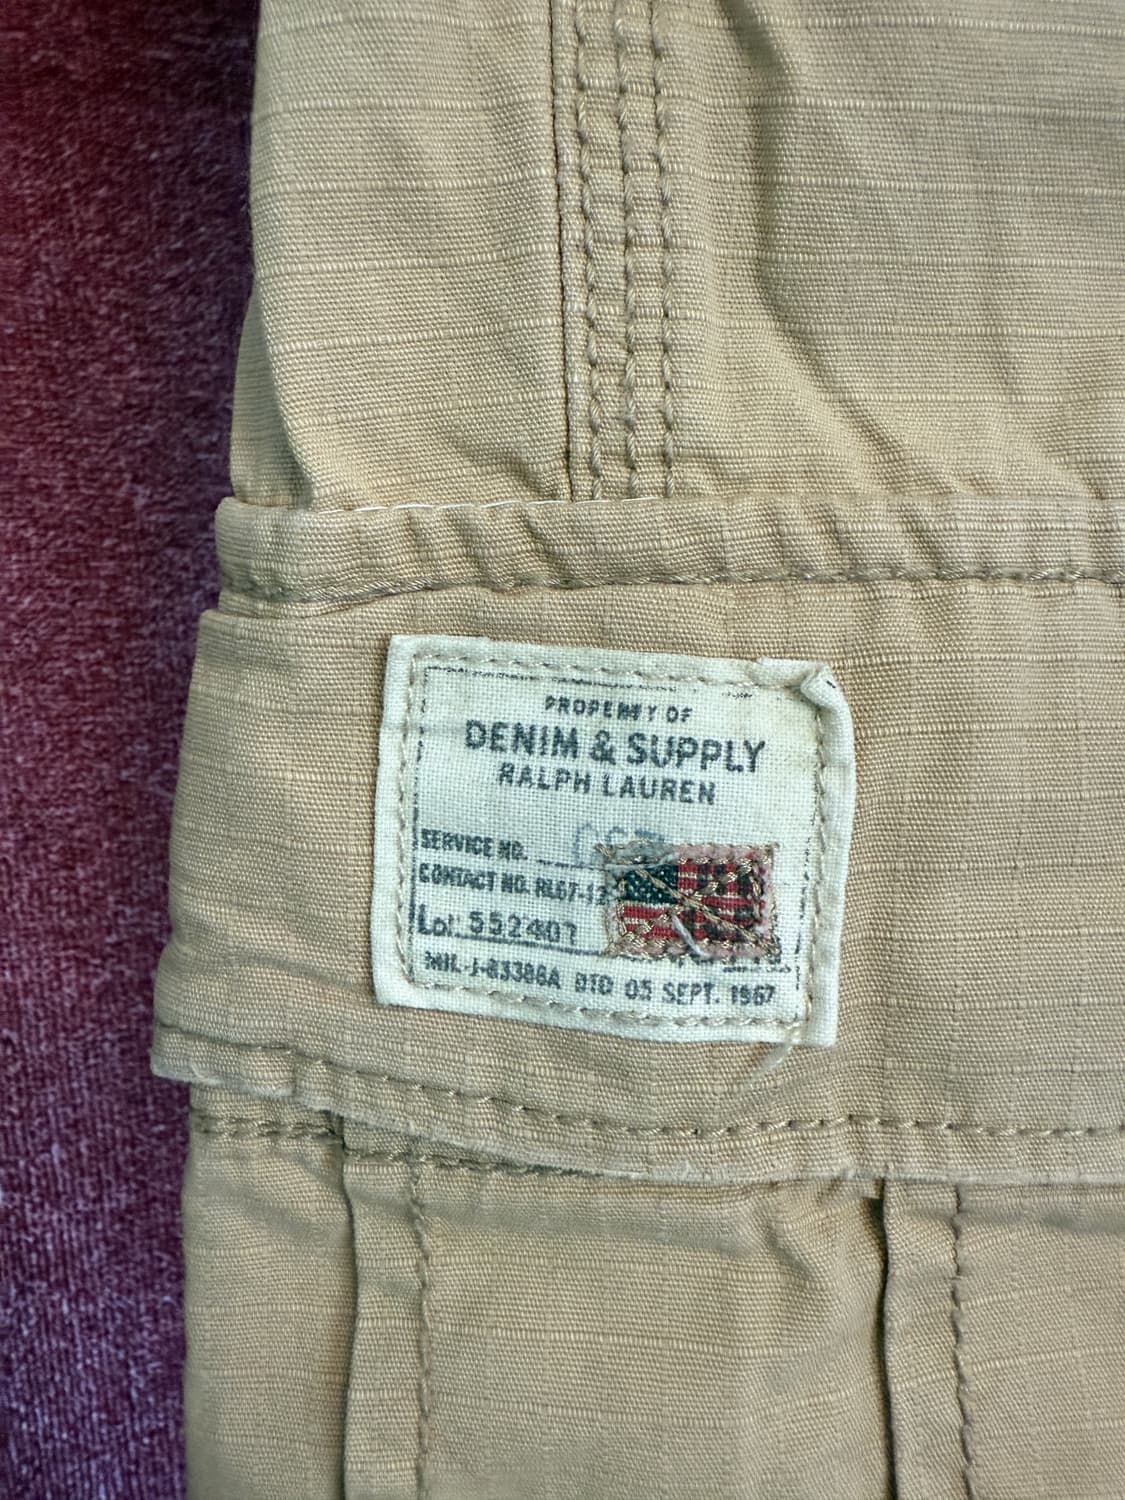 PROPERTY OF
DENIM & SUPPLY
RALPH LAUREN
SERVICE NO.
CONTACT NO. RL67-12
Lot 552407
MIL-J-83388A DTD 05 SEPT. 1967